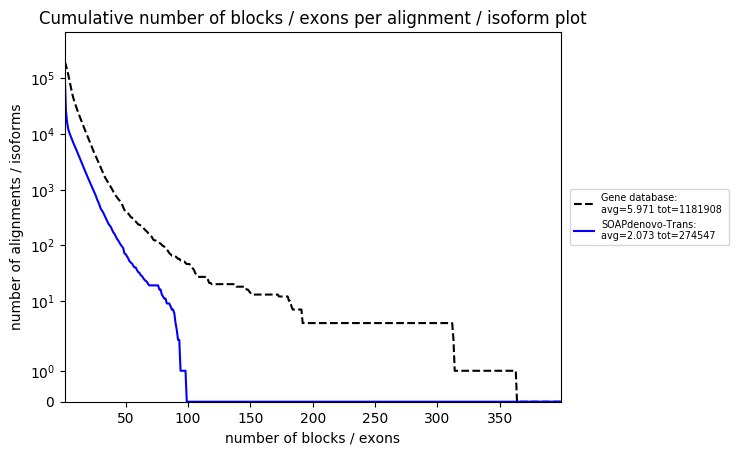 Cumulative number of blocks / exons per alignment / isoform plot
number of alignments / isoforms
10^5
10^4
10^3
10^2
10^1
10^0
0
50
100
150
200
250
300
350
number of blocks / exons
Gene database:
avg=5.971 tot=1181908
SOAPdenovo-Trans:
avg=2.073 tot=274547